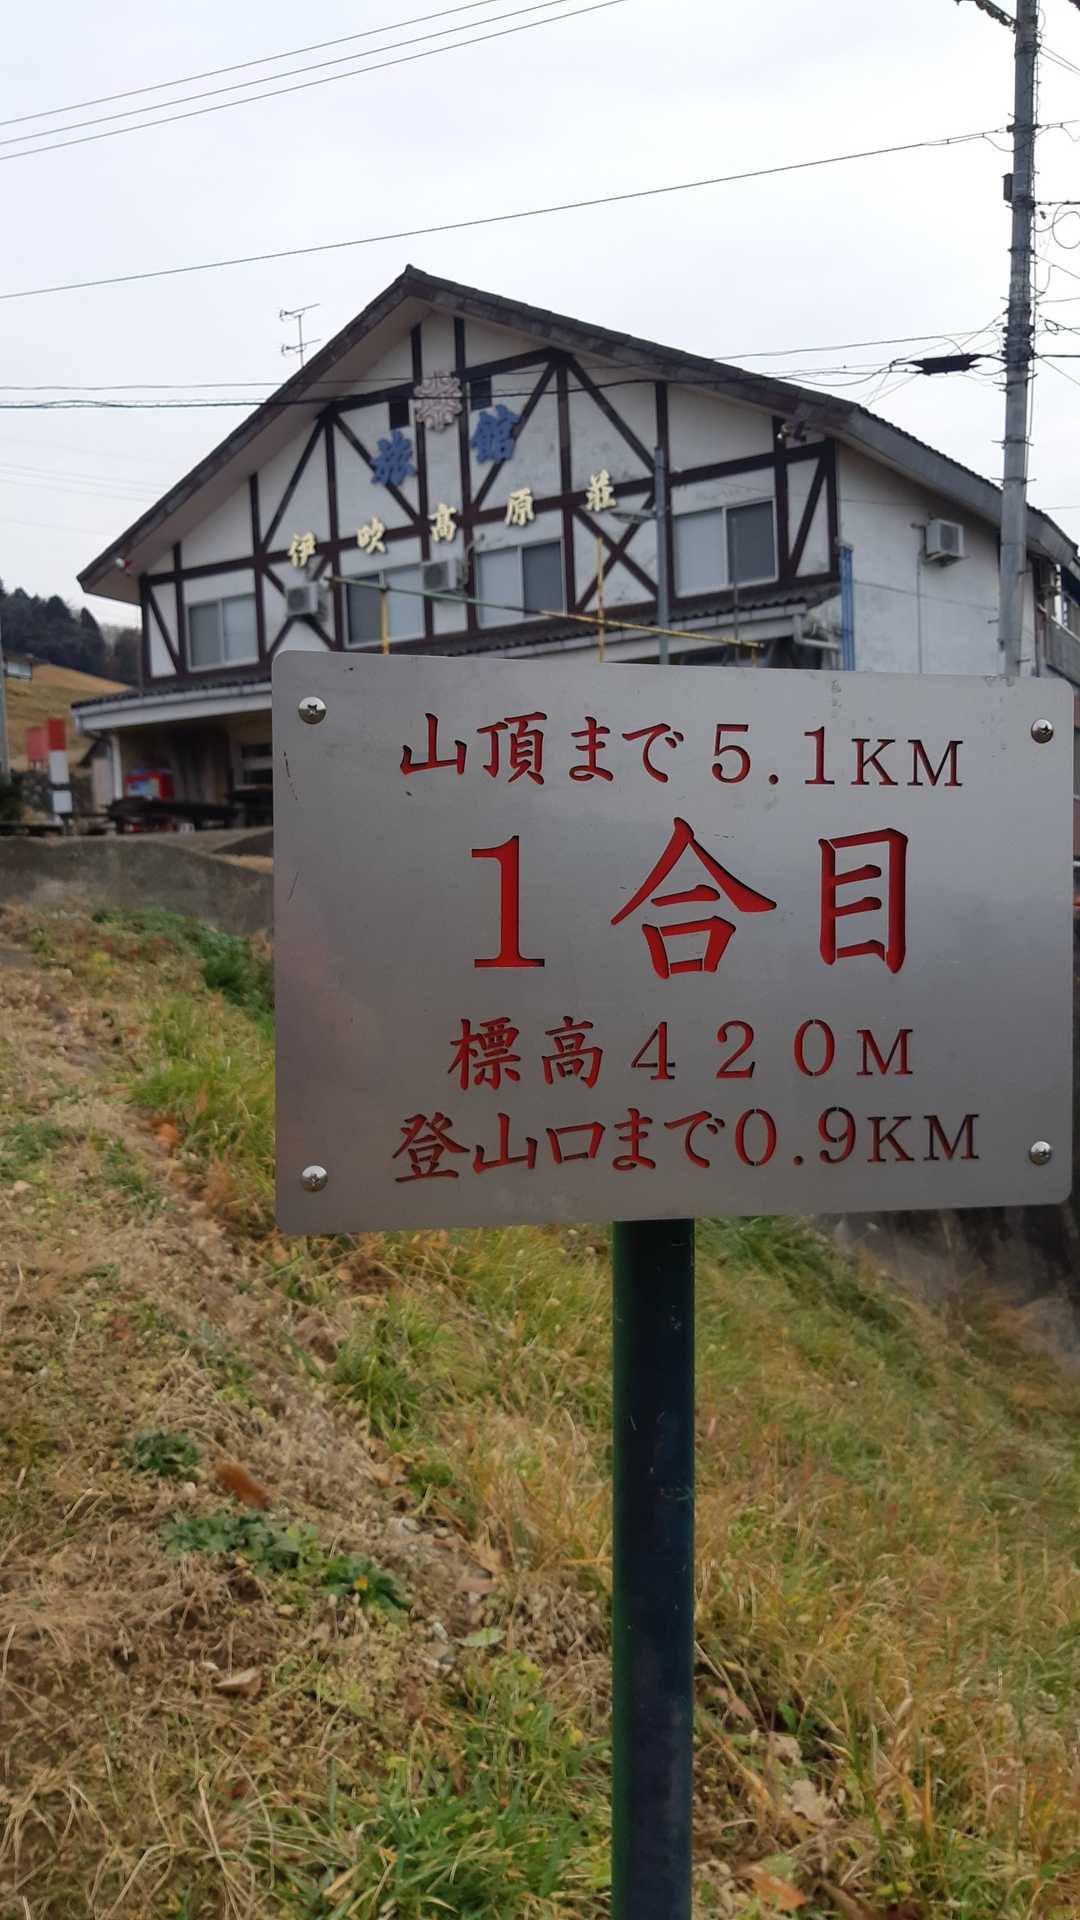 旅館
伊吹高原荘
山頂まで5.1KM
1合目
標高420M
登山口まで0.9KM